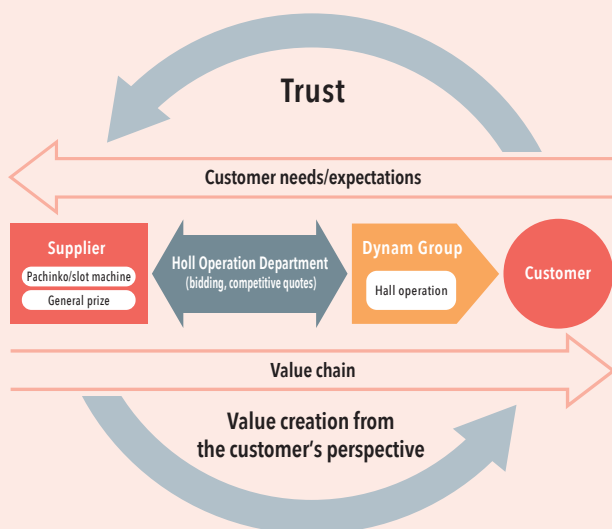 Trust
Customer needs/expectations
Supplier
Pachinko/slot machine
General prize
Holl Operation Department
(bidding, competitive quotes)
Dynam Group
Hall operation
Customer
Value chain
Value creation from
the customer's perspective